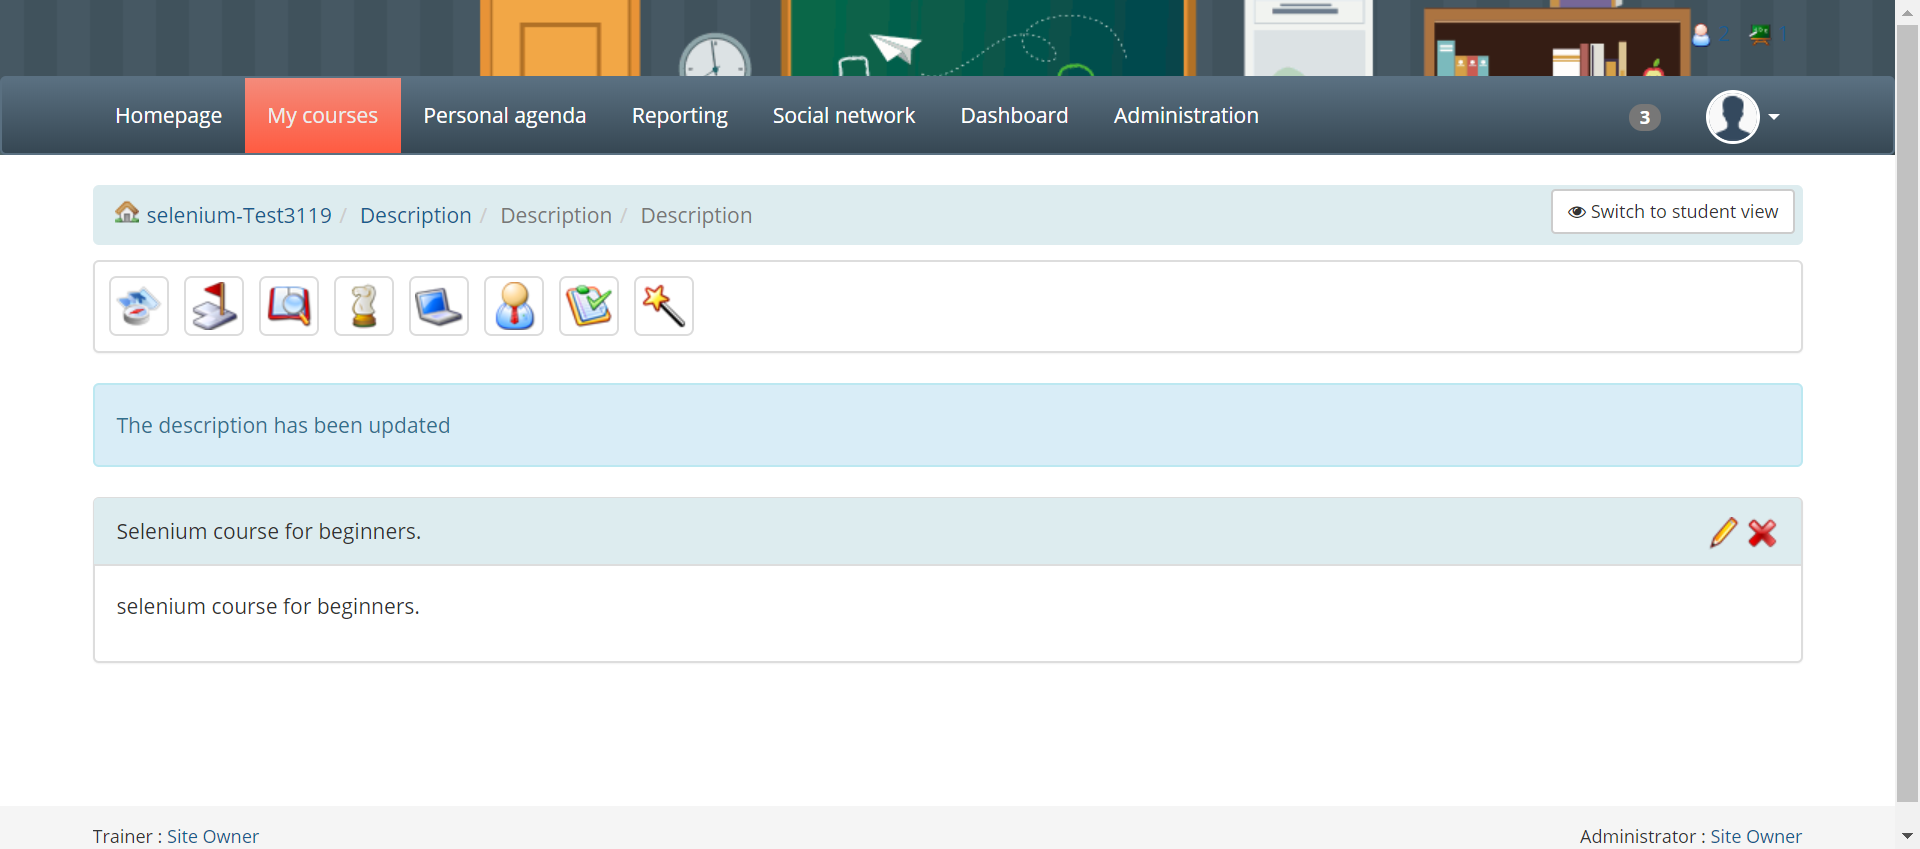 2 1
Homepage My courses Personal agenda Reporting Social network Dashboard Administration 3
selenium-Test3119 / Description / Description / Description Switch to student view
The description has been updated
Selenium course for beginners.
selenium course for beginners.
Trainer : Site Owner Administrator : Site Owner